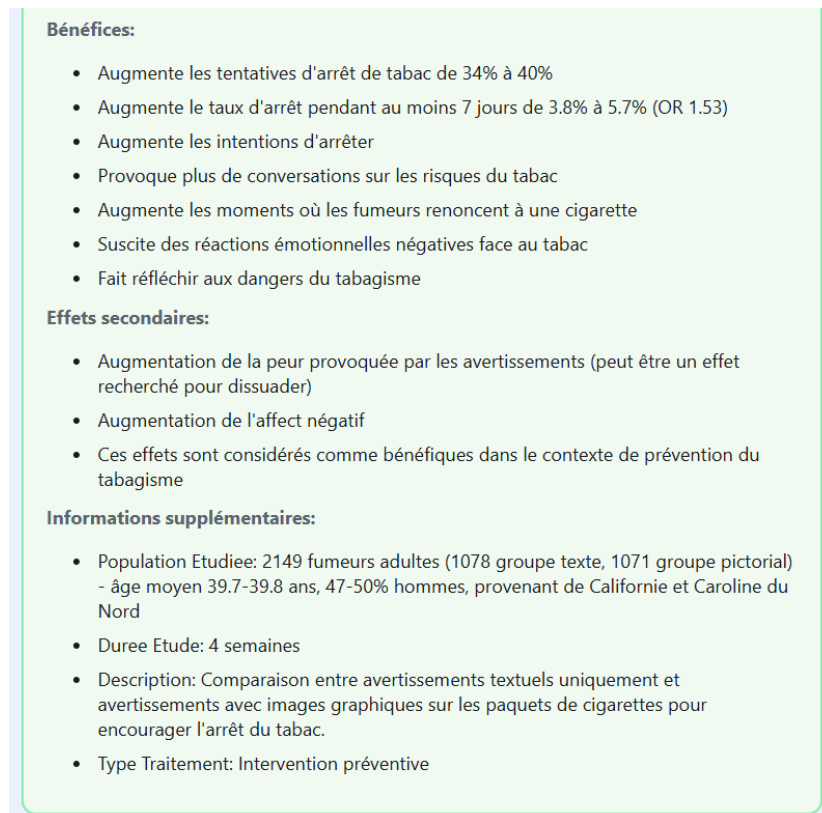 Bénéfices:
• Augmente les tentatives d'arrêt de tabac de 34% à 40%
• Augmente le taux d'arrêt pendant au moins 7 jours de 3.8% à 5.7% (OR 1.53)
• Augmente les intentions d'arrêter
• Provoque plus de conversations sur les risques du tabac
• Augmente les moments où les fumeurs renoncent à une cigarette
• Suscite des réactions émotionnelles négatives face au tabac
• Fait réfléchir aux dangers du tabagisme
Effets secondaires:
• Augmentation de la peur provoquée par les avertissements (peut être un effet
recherché pour dissuader)
• Augmentation de l'affect négatif
• Ces effets sont considérés comme bénéfiques dans le contexte de prévention du
tabagisme
Informations supplémentaires:
• Population Etudiee: 2149 fumeurs adultes (1078 groupe texte, 1071 groupe pictorial)
- âge moyen 39.7-39.8 ans, 47-50% hommes, provenant de Californie et Caroline du
Nord
• Duree Etude: 4 semaines
• Description: Comparaison entre avertissements textuels uniquement et
avertissements avec images graphiques sur les paquets de cigarettes pour
encourager l'arrêt du tabac.
• Type Traitement: Intervention préventive